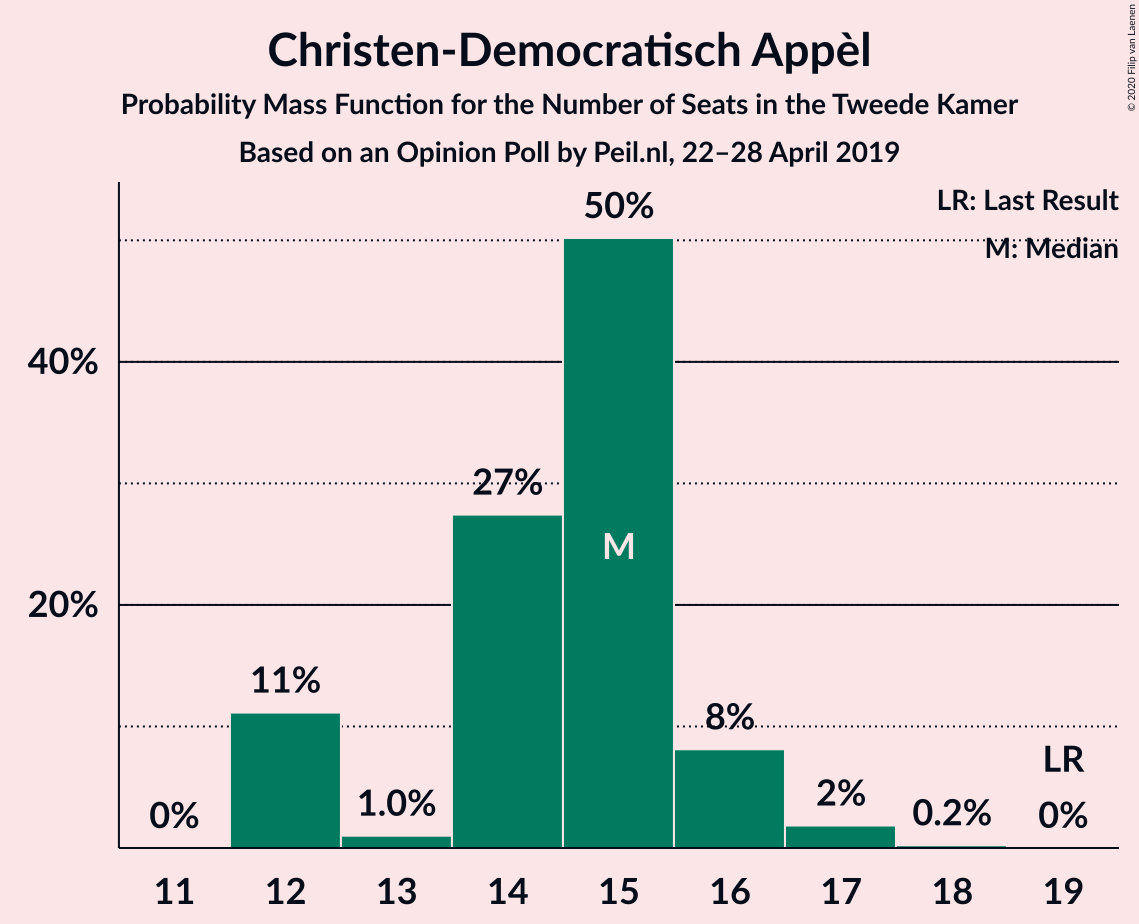 Christen-Democratisch Appèl
Probability Mass Function for the Number of Seats in the Tweede Kamer
Based on an Opinion Poll by Peil.nl, 22–28 April 2019
© 2020 Filip van Laenen
LR: Last Result
M: Median
50%
40%
27%
M
20%
11%
8%
LR
0%
1.0%
2%
0.2%
0%
11 12 13 14 15 16 17 18 19